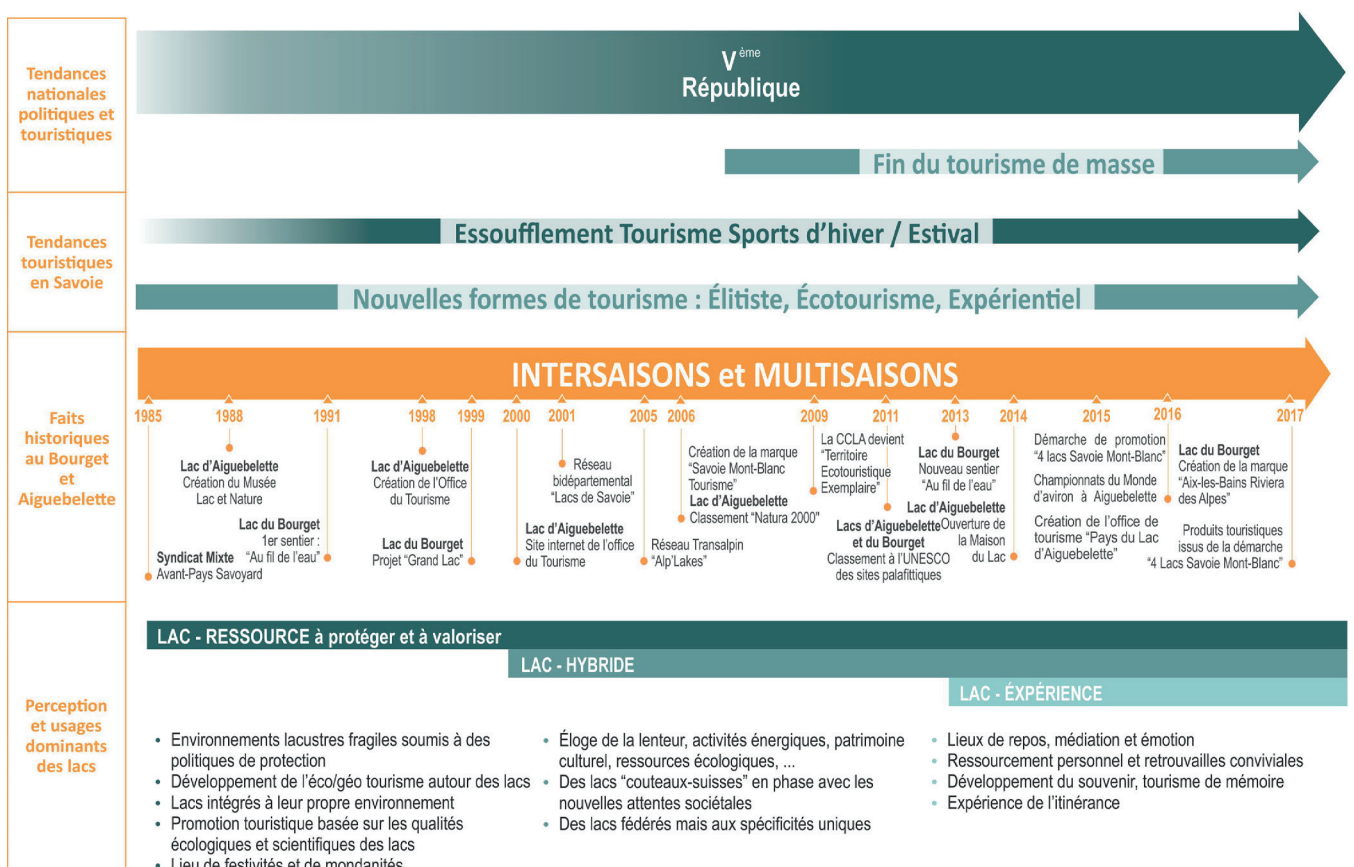 Tendances
nationales
politiques et
touristiques
Vème
République
Fin du tourisme de masse
Tendances
touristiques
en Savoie
Essoufflement Tourisme Sports d'hiver / Estival
Nouvelles formes de tourisme : Élitiste, Écotourisme, Expérientiel
Faits
historiques
au Bourget
et
Aiguebelette
INTERSAISONS et MULTISAISONS
1985
1988
1991
1998
1999
2000
2001
2005
2006
2009
2011
2013
2014
2015
2016
2017
Syndicat Mixte
Avant-Pays Savoyard
Lac d'Aiguebelette
Création du Musée
Lac et Nature
Lac du Bourget
1er sentier :
"Au fil de l'eau"
Lac d'Aiguebelette
Création de l'Office
du Tourisme
Lac du Bourget
Projet "Grand Lac"
Lac d'Aiguebelette
Site internet de l'office
du Tourisme
Réseau
bidépartemental
"Lacs de Savoie"
Réseau Transalpin
"Alp'Lakes"
Création de la marque
"Savoie Mont-Blanc
Tourisme"
Lac d'Aiguebelette
Classement "Natura 2000"
La CCLA devient
"Territoire
Ecotouristique
Exemplaire"
Lacs d'Aiguebelette
et du Bourget
Classement à l'UNESCO
des sites palafittiques
Lac du Bourget
Nouveau sentier
"Au fil de l'eau"
Lac d'Aiguebelette
Ouverture de
la Maison
du Lac
Démarche de promotion
"4 lacs Savoie Mont-Blanc"
Championnats du Monde
d'aviron à Aiguebelette
Création de l'office de
tourisme "Pays du Lac
d'Aiguebelette"
Lac du Bourget
Création de la marque
"Aix-les-Bains Riviera
des Alpes"
Produits touristiques
issus de la démarche
"4 Lacs Savoie Mont-Blanc"
Perception
et usages
dominants
des lacs
LAC - RESSOURCE à protéger et à valoriser
LAC - HYBRIDE
LAC - ÉXPÉRIENCE
• Environnements lacustres fragiles soumis à des
politiques de protection
• Développement de l'éco/géo tourisme autour des lacs
• Lacs intégrés à leur propre environnement
• Promotion touristique basée sur les qualités
écologiques et scientifiques des lacs
• Lieu de festivités et de mondanités
• Éloge de la lenteur, activités énergiques, patrimoine
culturel, ressources écologiques, ...
• Des lacs "couteaux-suisses" en phase avec les
nouvelles attentes sociétales
• Des lacs fédérés mais aux spécificités uniques
• Lieux de repos, médiation et émotion
• Ressourcement personnel et retrouvailles conviviales
• Développement du souvenir, tourisme de mémoire
• Expérience de l'itinérance